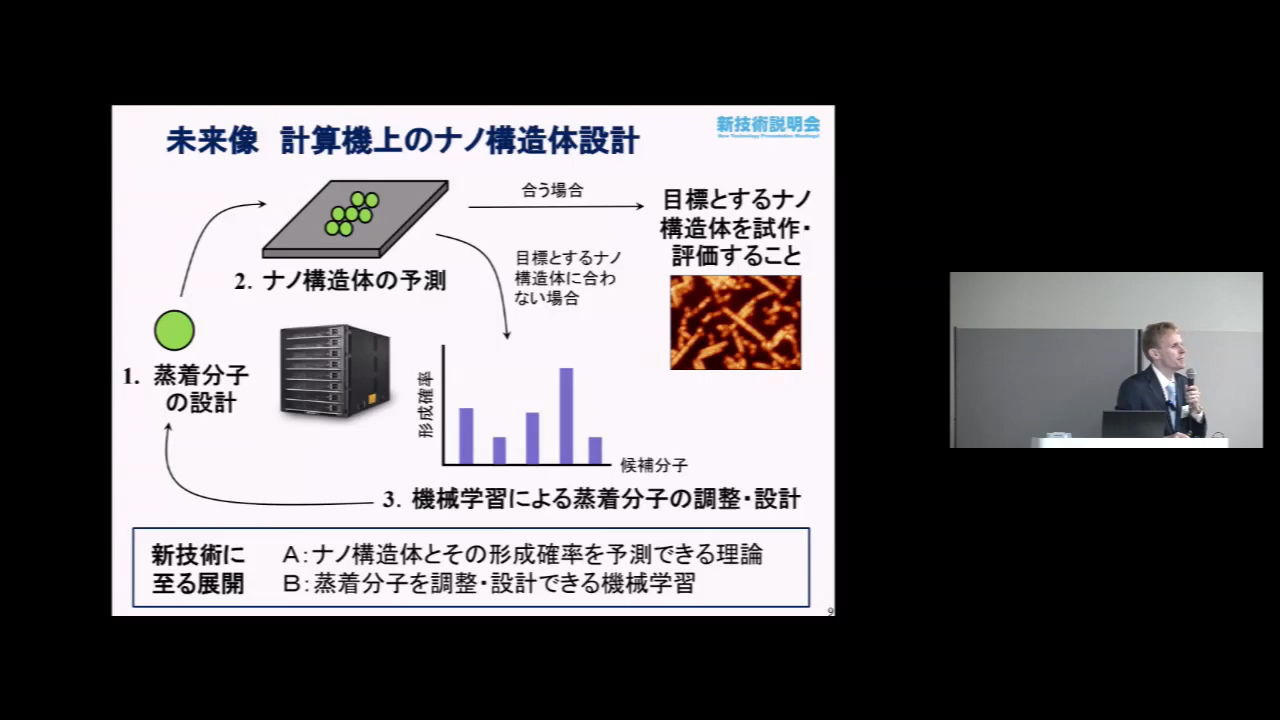 未来像 計算機上のナノ構造体設計
新技術説明会
New Technology Presentation Meetings!
合う場合
目標とするナノ
構造体を試作・
評価すること
2. ナノ構造体の予測
目標とするナノ
構造体に合わ
ない場合
1. 蒸着分子
の設計
形成確率
候補分子
3. 機械学習による蒸着分子の調整・設計
新技術に
至る展開
A:ナノ構造体とその形成確率を予測できる理論
B:蒸着分子を調整・設計できる機械学習
9